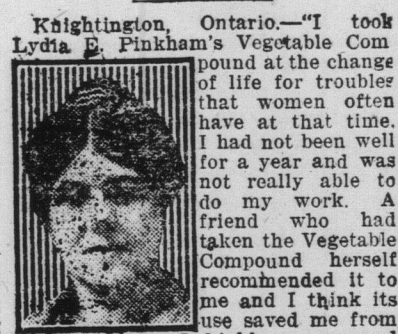 Knightington, Ontario.—"I took
Lydia E. Pinkham's Vegetable Com
pound at the change
of life for troubles
that women often
have at that time.
I had not been well
for a year and was
not really able to
do my work. A
friend who had
taken the Vegetable
Compound herself
recommended it to
me and I think its
use saved me from